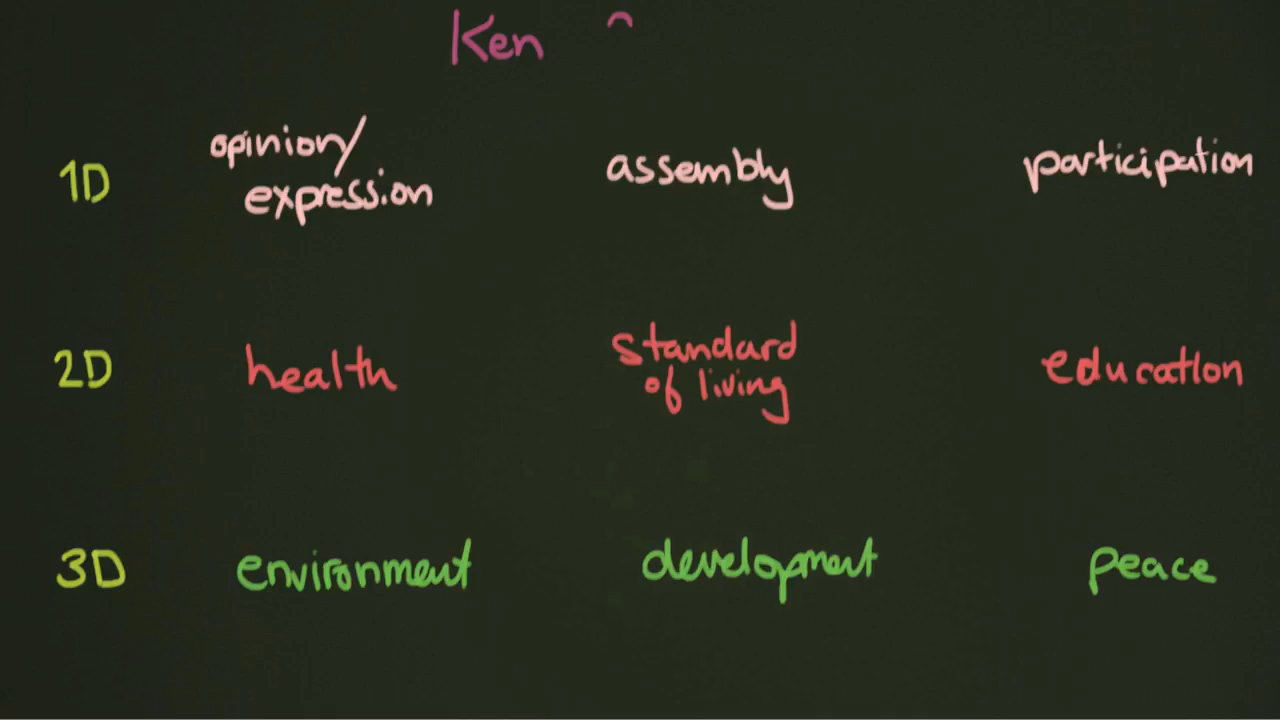 Ken
1D opinion/ assembly participation
expression
2D health standard education
of living
3D environment development peace